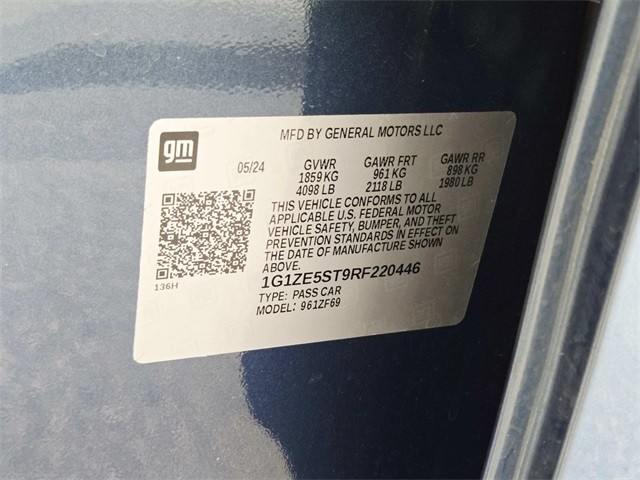 gm
MFD BY GENERAL MOTORS LLC
05/24 GVWR GAWR FRT GAWR RR
1859 KG 961 KG 898 KG
4098 LB 2118 LB 1980 LB
THIS VEHICLE CONFORMS TO ALL
APPLICABLE U.S. FEDERAL MOTOR
VEHICLE SAFETY, BUMPER, AND THEFT
PREVENTION STANDARDS IN EFFECT ON
THE DATE OF MANUFACTURE SHOWN
ABOVE.
136H
1G1ZE5ST9RF220446
TYPE: PASS CAR
MODEL: 961ZF69